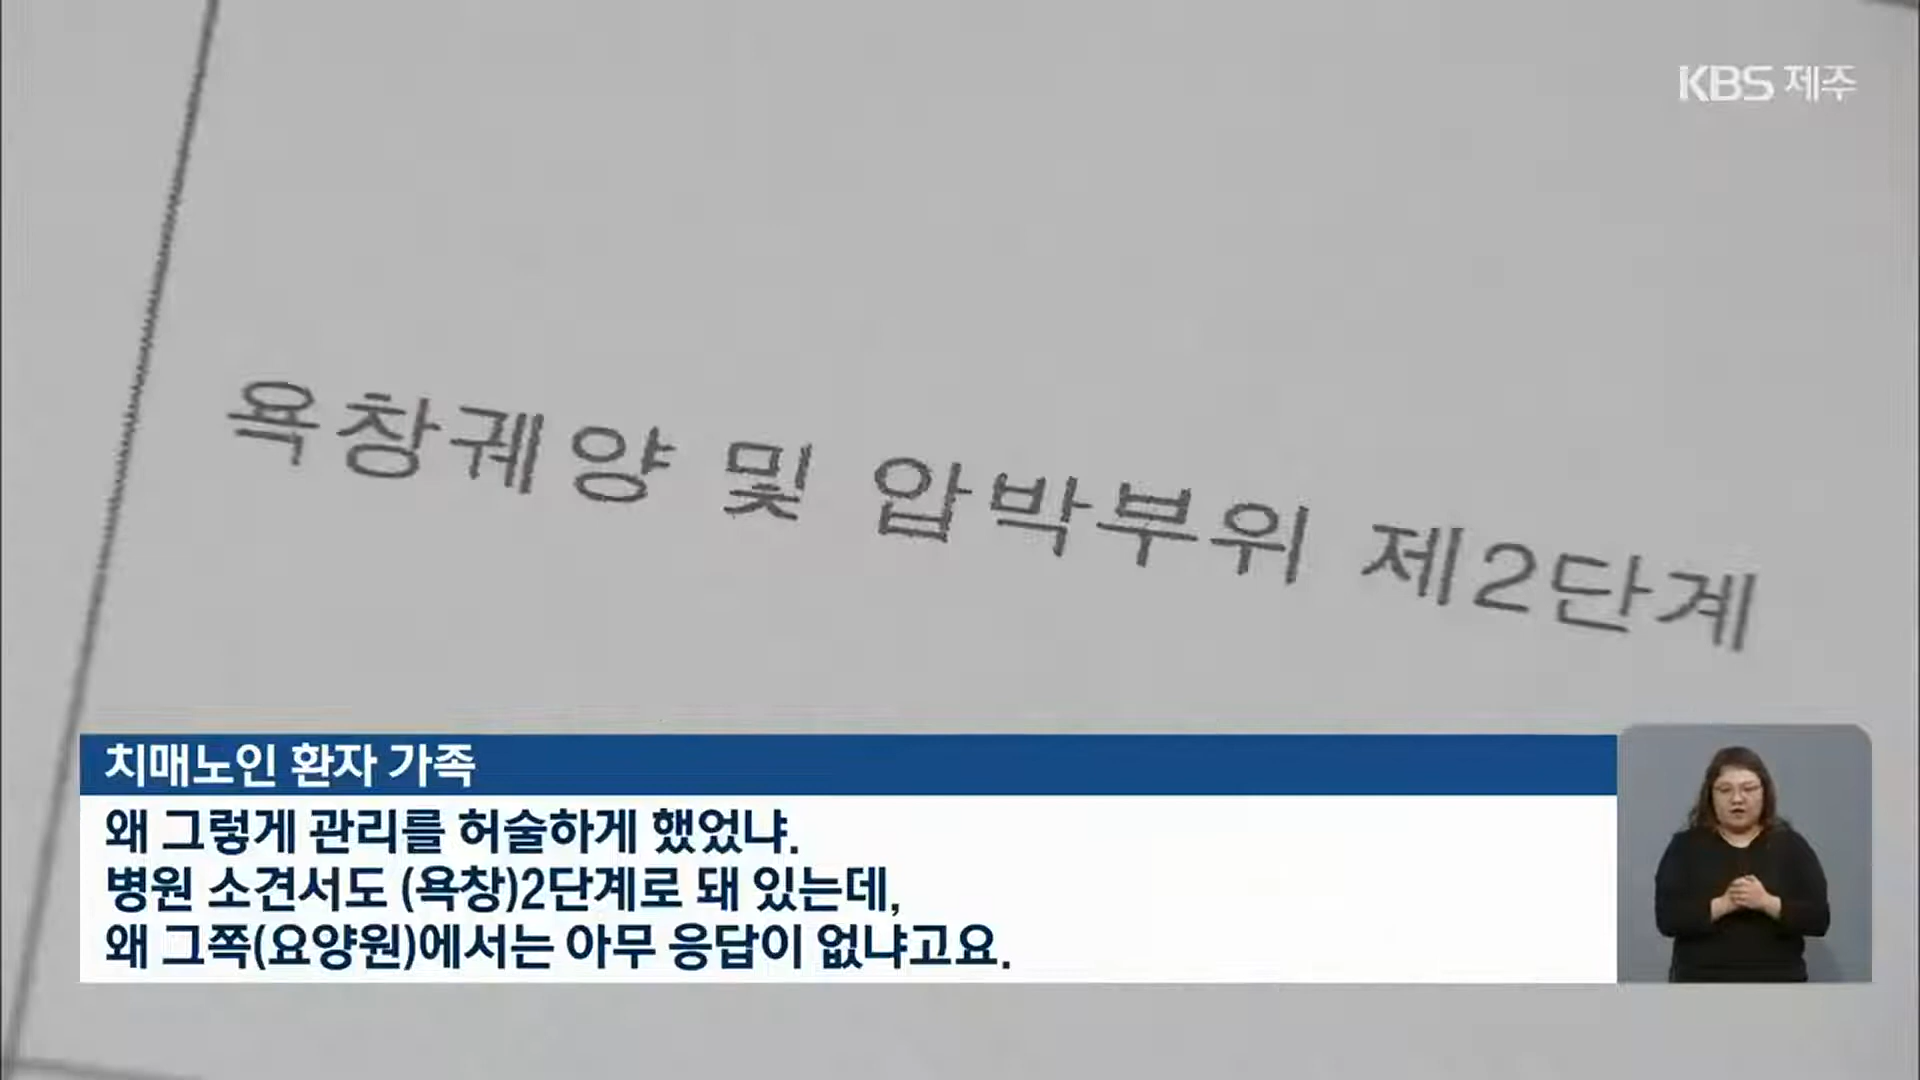 KBS 제주
욕창궤양 및 압박부위 제2단계
치매노인 환자 가족
왜 그렇게 관리를 허술하게 했었냐.
병원 소견서도 (욕창)2단계로 돼 있는데,
왜 그쪽(요양원)에서는 아무 응답이 없냐고요.